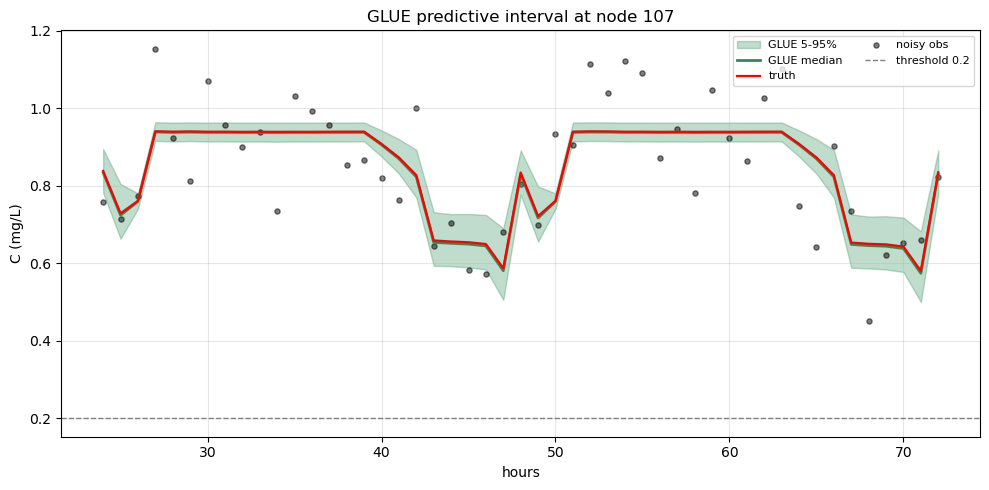 GLUE predictive interval at node 107
GLUE 5-95%
GLUE median
truth
noisy obs
threshold 0.2
C (mg/L)
1.2
1.0
0.8
0.6
0.4
0.2
30 40 50 60 70
hours